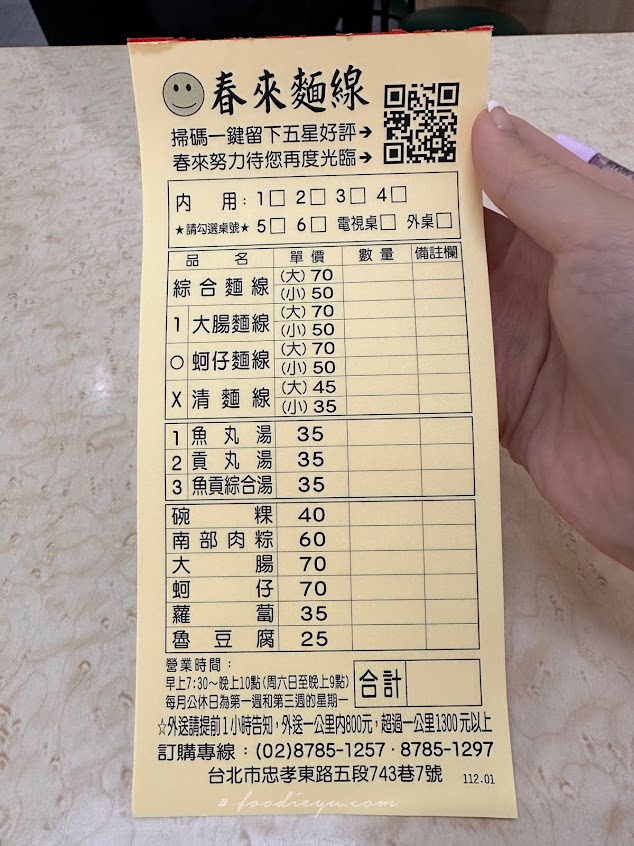 春來麵線
掃碼一鍵留下五星好評→
春來努力待您再度光臨→
內用：1□ 2□ 3□ 4□
★請勾選桌號★ 5□ 6□ 電視桌□ 外桌□
品名 單價 數量 備註欄
綜合麵線 (大) 70
(小) 50
1 大腸麵線 (大) 70
(小) 50
○ 蚵仔麵線 (大) 70
(小) 50
X 清麵線 (大) 45
(小) 35
1 魚丸湯 35
2 貢丸湯 35
3 魚貢綜合湯 35
碗粿 40
南部肉粽 60
大腸 70
蚵仔 70
蘿蔔 35
魯豆腐 25
營業時間：
早上7:30～晚上10點(周六日至晚上9點)
每月公休日為第一週和第三週的星期一
合計
☆外送請提前1小時告知，外送一公里內800元，超過一公里1300元以上
訂購專線：(02)8785-1257·8785-1297
台北市忠孝東路五段743巷7號 112.01
# foodieyu.com